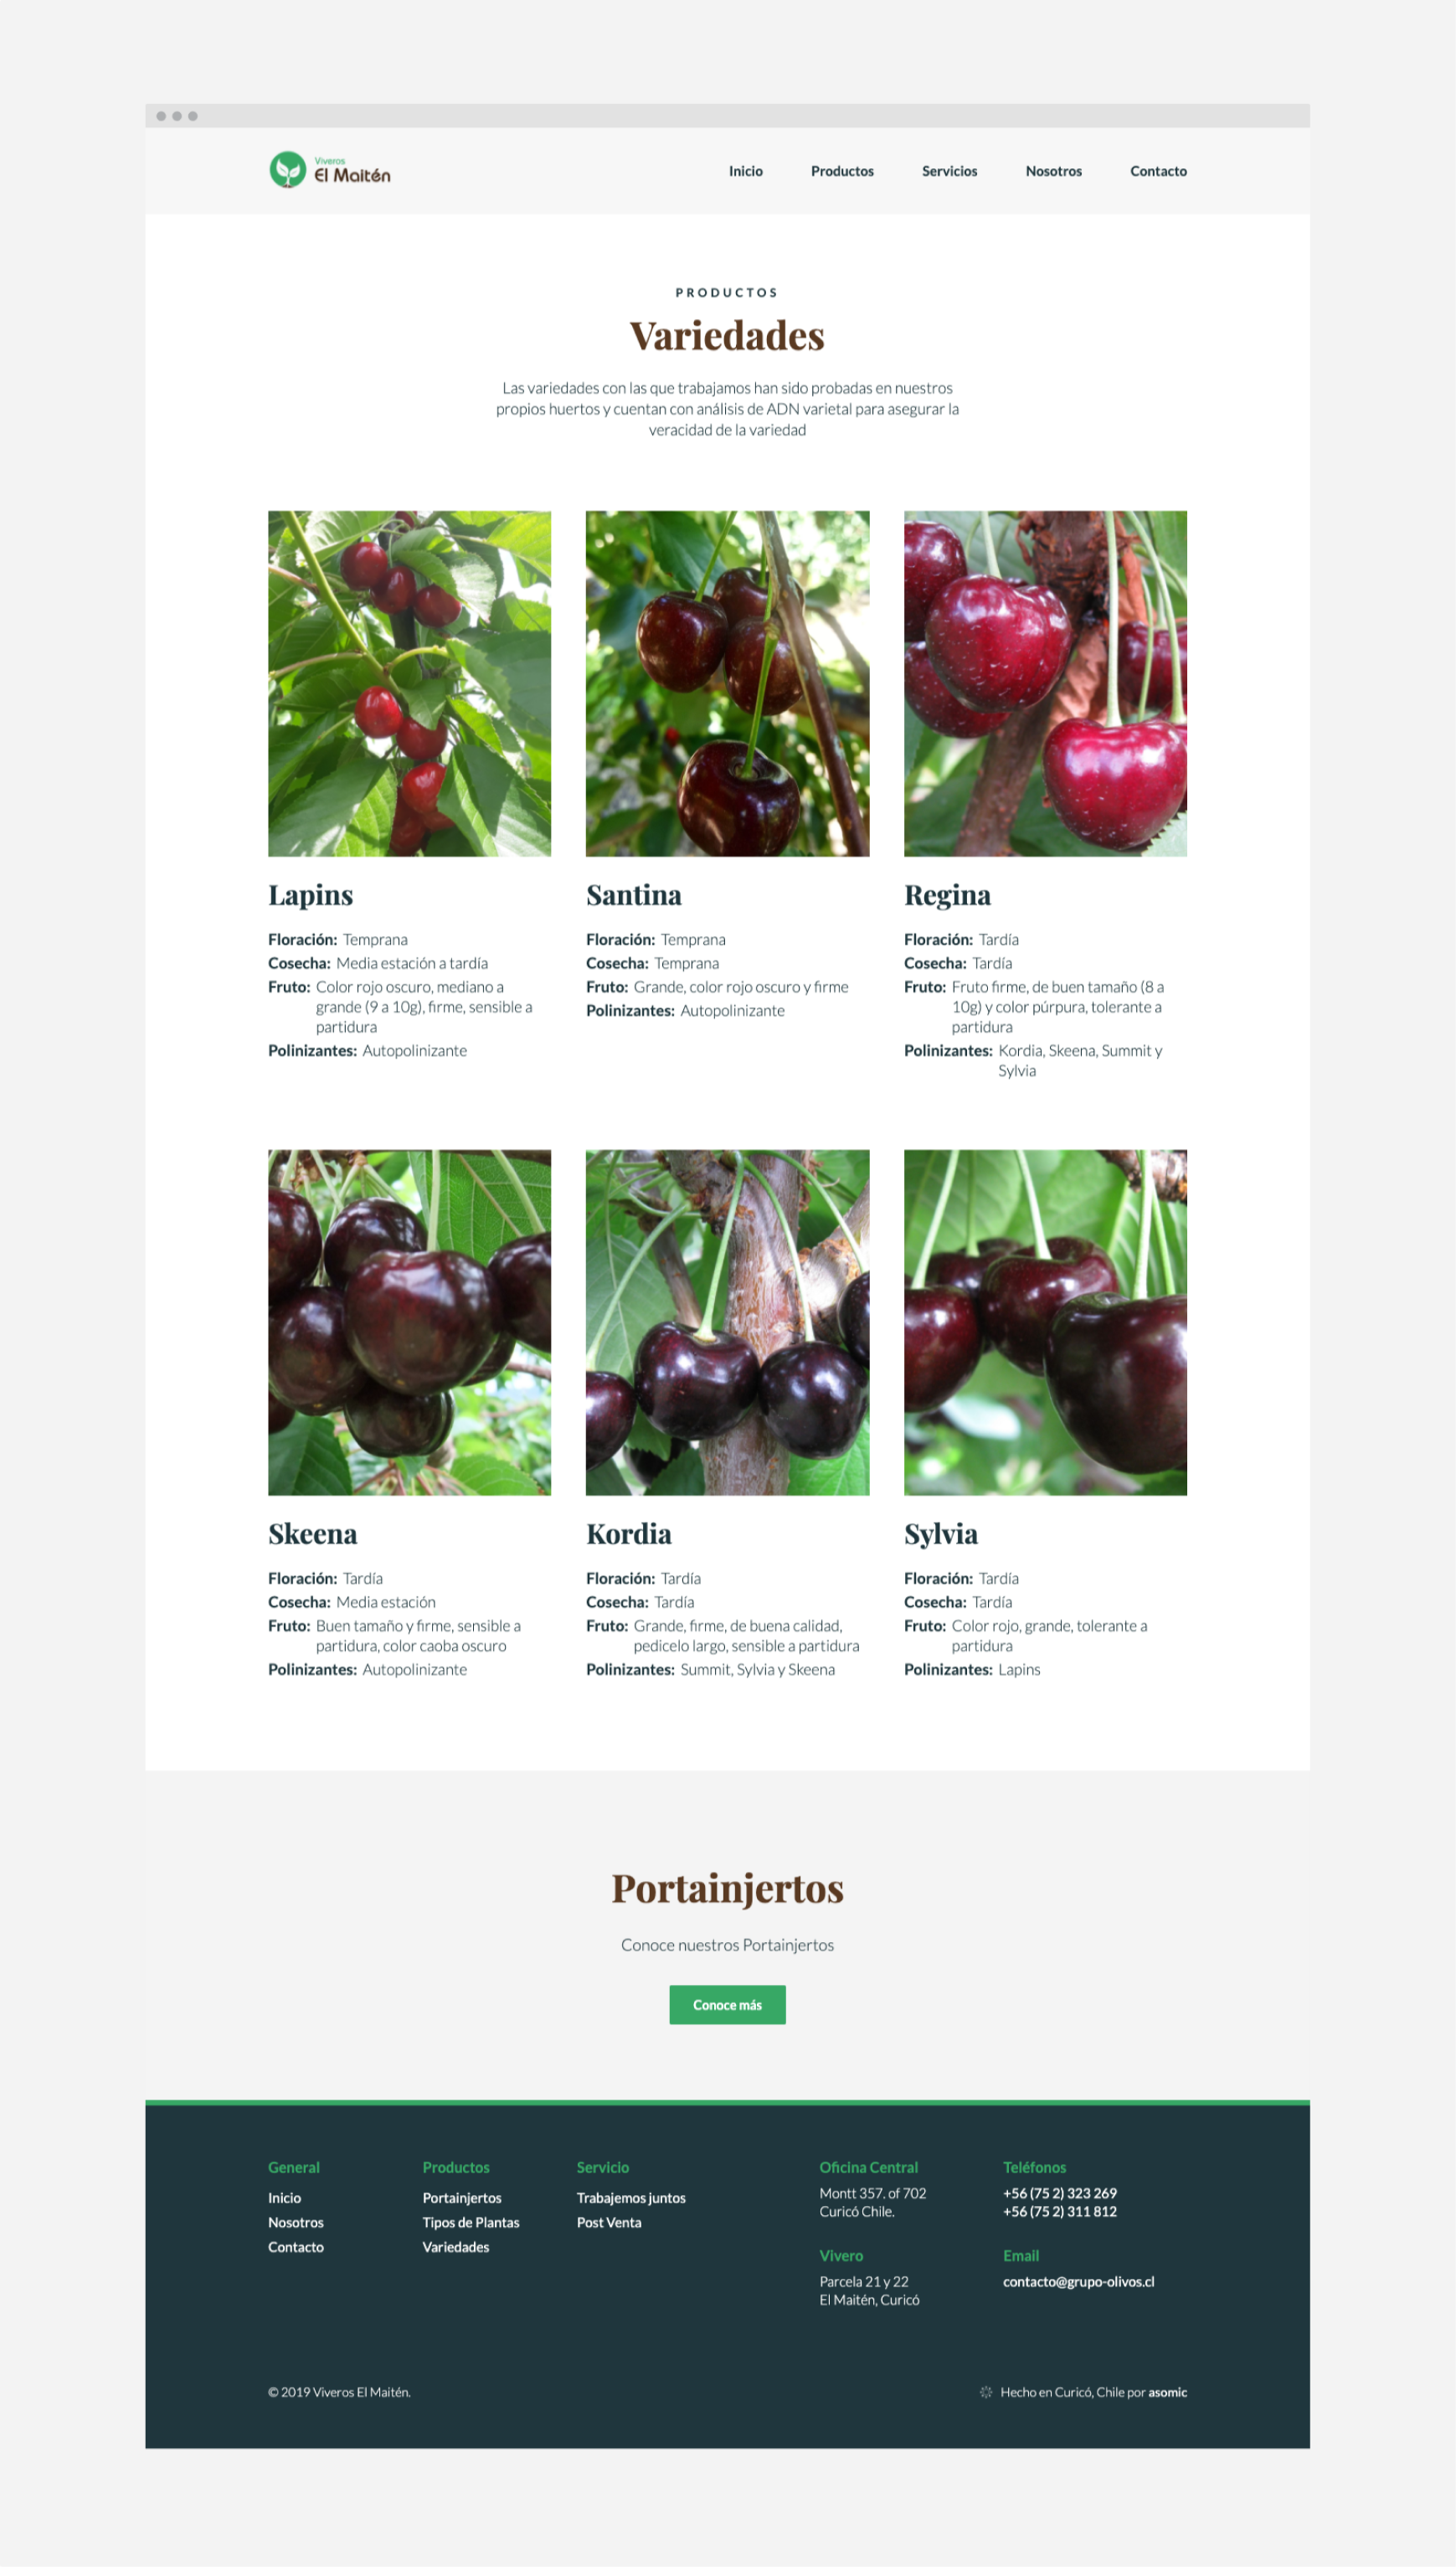 Viveros
El Maitén
Inicio
Productos
Servicios
Nosotros
Contacto
PRODUCTOS
Variedades
Las variedades con las que trabajamos han sido probadas en nuestros
propios huertos y cuentan con análisis de ADN varietal para asegurar la
veracidad de la variedad
Lapins
Floración: Temprana
Cosecha: Media estación a tardía
Fruto: Color rojo oscuro, mediano a
grande (9 a 10g), firme, sensible a
partidura
Polinizantes: Autopolinizante
Santina
Floración: Temprana
Cosecha: Temprana
Fruto: Grande, color rojo oscuro y firme
Polinizantes: Autopolinizante
Regina
Floración: Tardía
Cosecha: Tardía
Fruto: Fruto firme, de buen tamaño (8 a
10g) y color púrpura, tolerante a
partidura
Polinizantes: Kordia, Skeena, Summit y
Sylvia
Skeena
Floración: Tardía
Cosecha: Media estación
Fruto: Buen tamaño y firme, sensible a
partidura, color caoba oscuro
Polinizantes: Autopolinizante
Kordia
Floración: Tardía
Cosecha: Tardía
Fruto: Grande, firme, de buena calidad,
pedicelo largo, sensible a partidura
Polinizantes: Summit, Sylvia y Skeena
Sylvia
Floración: Tardía
Cosecha: Tardía
Fruto: Color rojo, grande, tolerante a
partidura
Polinizantes: Lapins
Portainjertos
Conoce nuestros Portainjertos
Conoce más
General
Inicio
Nosotros
Contacto
Productos
Portainjertos
Tipos de Plantas
Variedades
Servicio
Trabajemos juntos
Post Venta
Oficina Central
Montt 357. of 702
Curicó Chile.
Vivero
Parcela 21 y 22
El Maitén, Curicó
Teléfonos
+56 (75 2) 323 269
+56 (75 2) 311 812
Email
contacto@grupo-olivos.cl
© 2019 Viveros El Maitén.
Hecho en Curicó, Chile por asomic